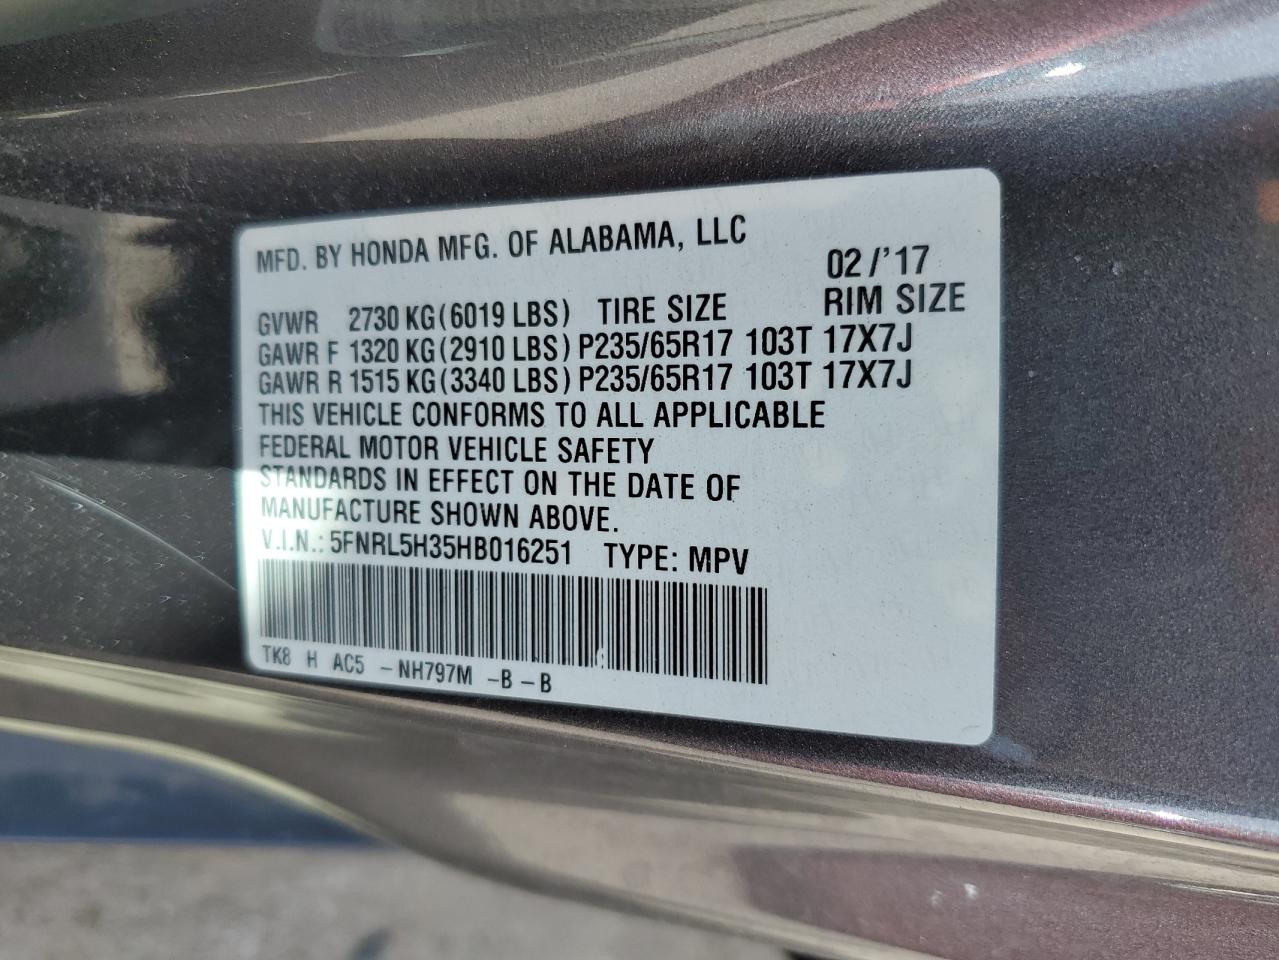 MFD. BY HONDA MFG. OF ALABAMA, LLC
02/'17
GVWR 2730 KG(6019 LBS) TIRE SIZE RIM SIZE
GAWR F 1320 KG(2910 LBS) P235/65R17 103T 17X7J
GAWR R 1515 KG(3340 LBS) P235/65R17 103T 17X7J
THIS VEHICLE CONFORMS TO ALL APPLICABLE
FEDERAL MOTOR VEHICLE SAFETY
STANDARDS IN EFFECT ON THE DATE OF
MANUFACTURE SHOWN ABOVE.
V.I.N.: 5FNRL5H35HB016251 TYPE: MPV
TK8 H AC5 -NH797M -B-B